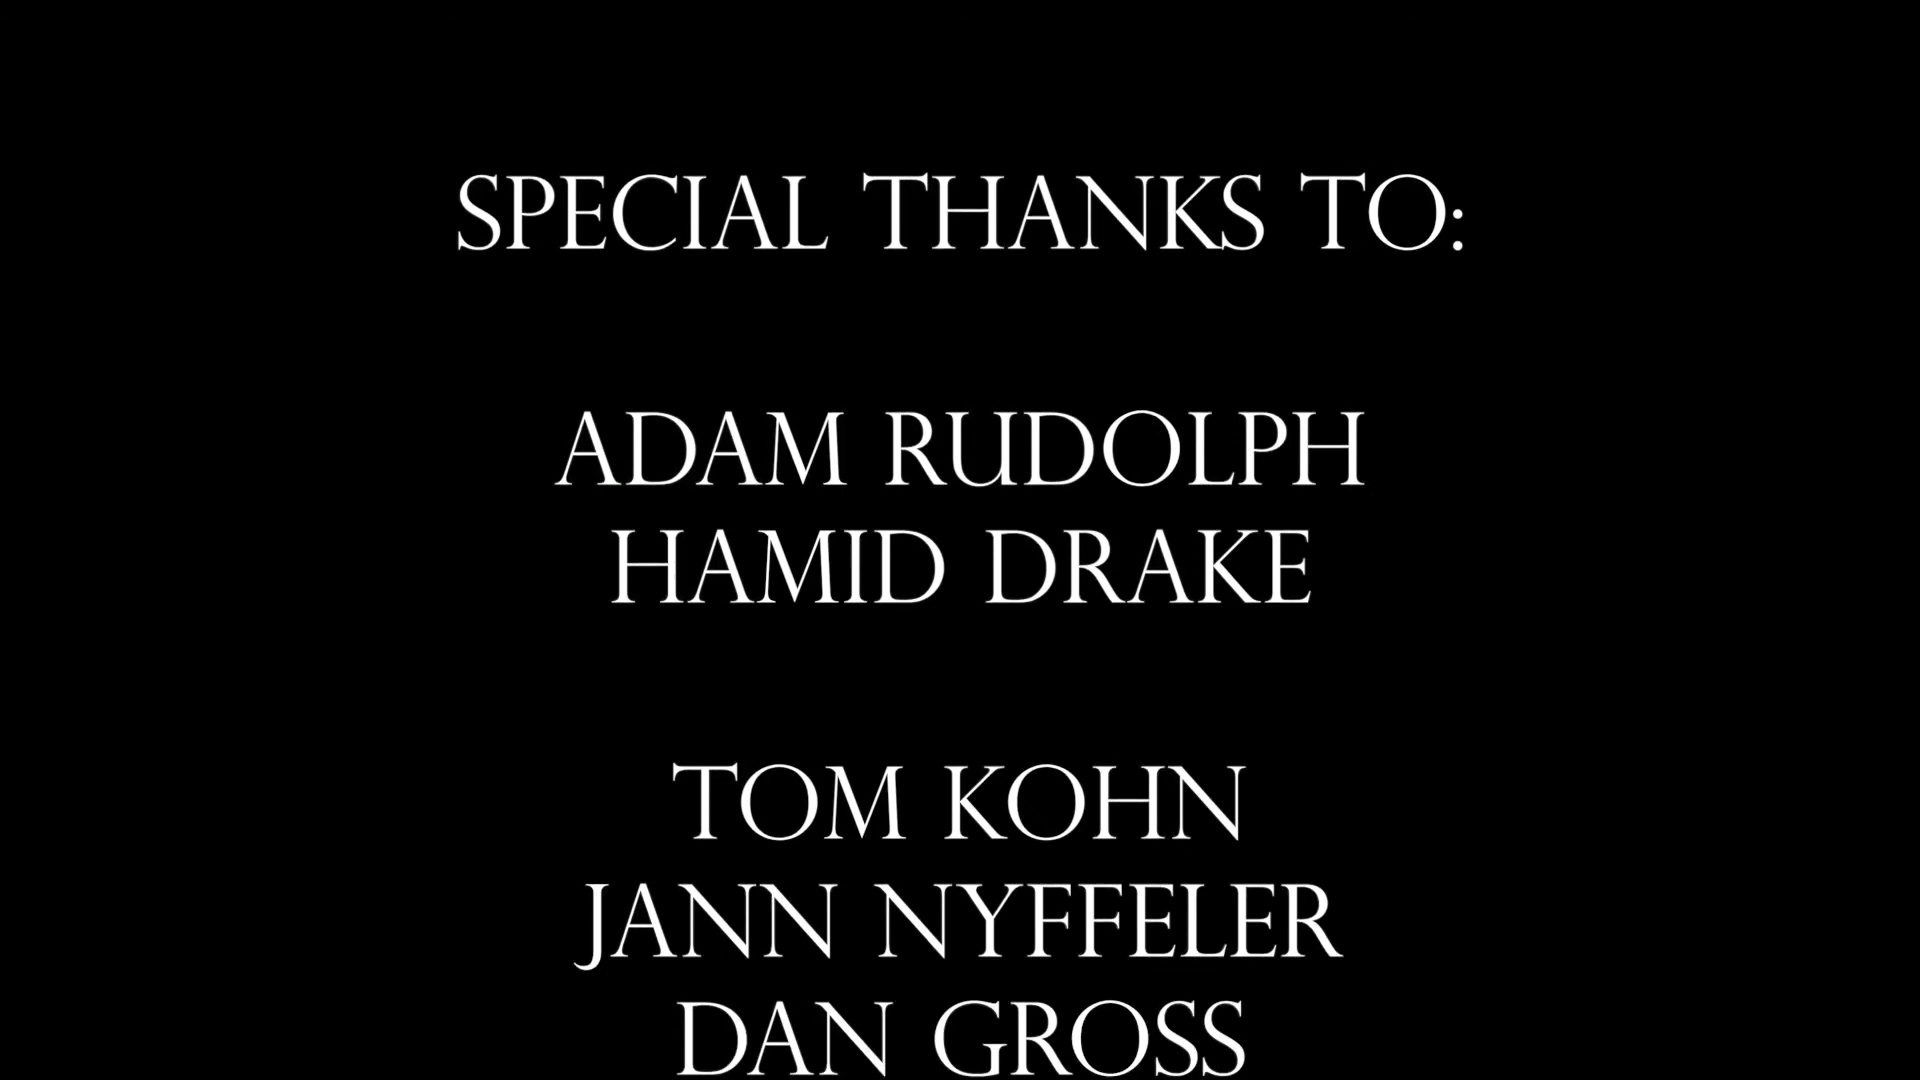 SPECIAL THANKS TO:
ADAM RUDOLPH
HAMID DRAKE
TOM KOHN
JANN NYFFELER
DAN GROSS